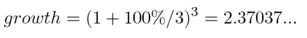 growth = (1 + 100%/3)³ = 2.37037...